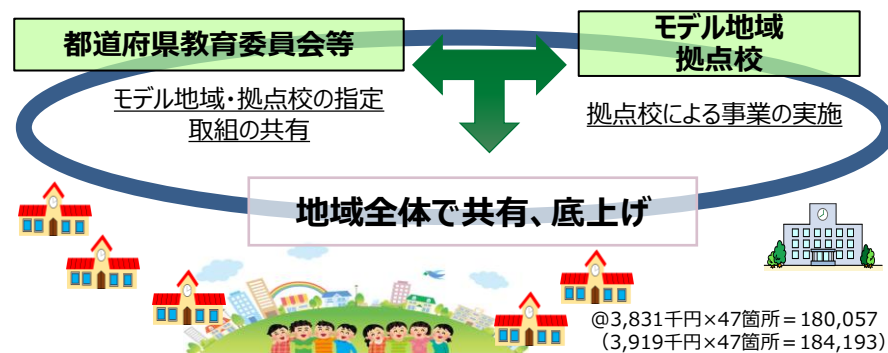 都道府県教育委員会等
モデル地域
拠点校
モデル地域・拠点校の指定
取組の共有
拠点校による事業の実施
地域全体で共有、底上げ
@3,831千円×47箇所＝180,057
（3,919千円×47箇所＝184,193）